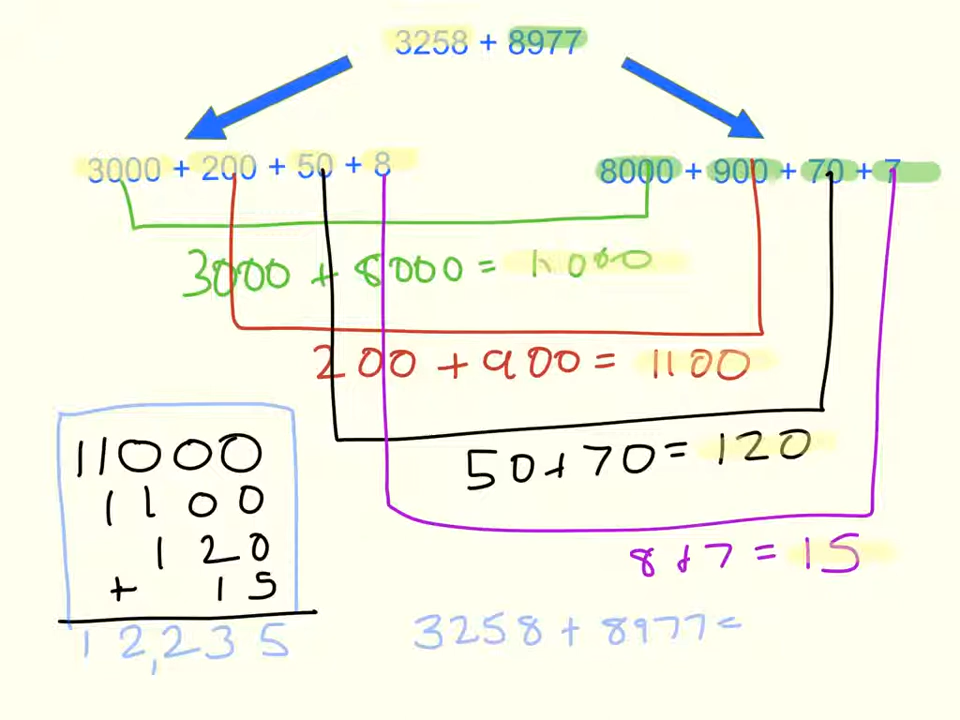 3258 + 8977
3000 + 200 + 50 + 8
8000 + 900 + 70 + 7
3000 + 8000 = 11000
200 + 900 = 1100
50+70= 120
8+7=15
11000
1100
120
+ 15
12,235
3258+8977=